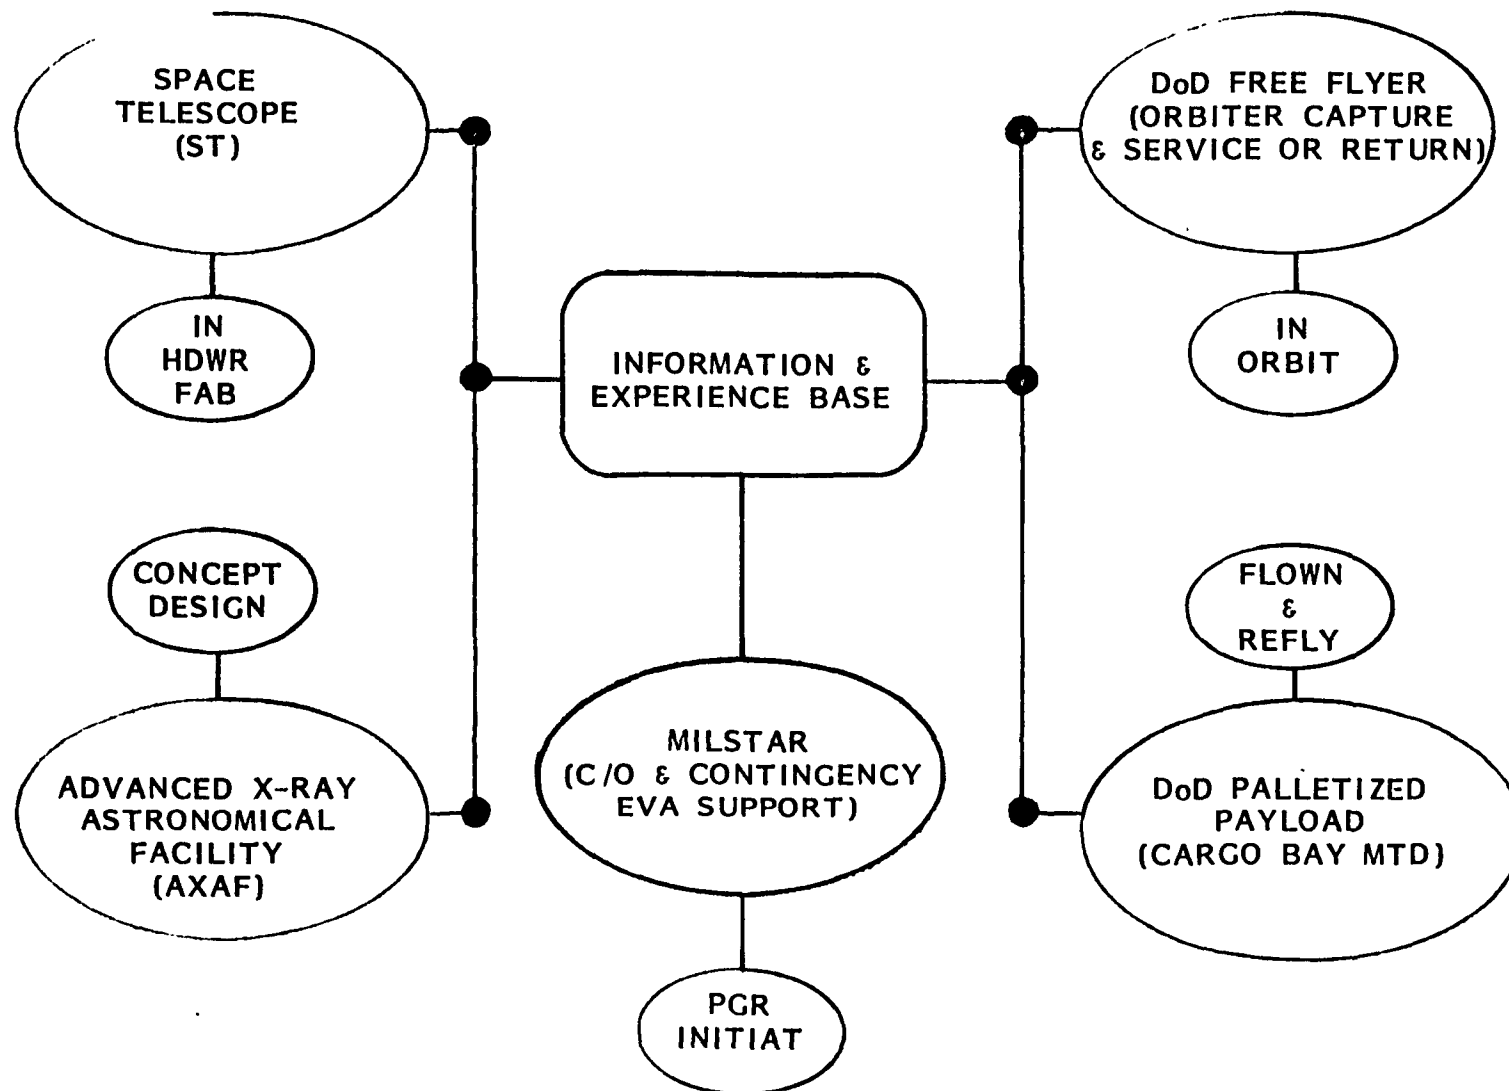 SPACE
TELESCOPE
(ST)
IN
HDWR
FAB
DoD FREE FLYER
(ORBITER CAPTURE
& SERVICE OR RETURN)
IN
ORBIT
INFORMATION &
EXPERIENCE BASE
CONCEPT
DESIGN
ADVANCED X-RAY
ASTRONOMICAL
FACILITY
(AXAF)
MILSTAR
(C/O & CONTINGENCY
EVA SUPPORT)
PGR
INITIAT
FLOWN
&
REFLY
DoD PALLETIZED
PAYLOAD
(CARGO BAY MTD)